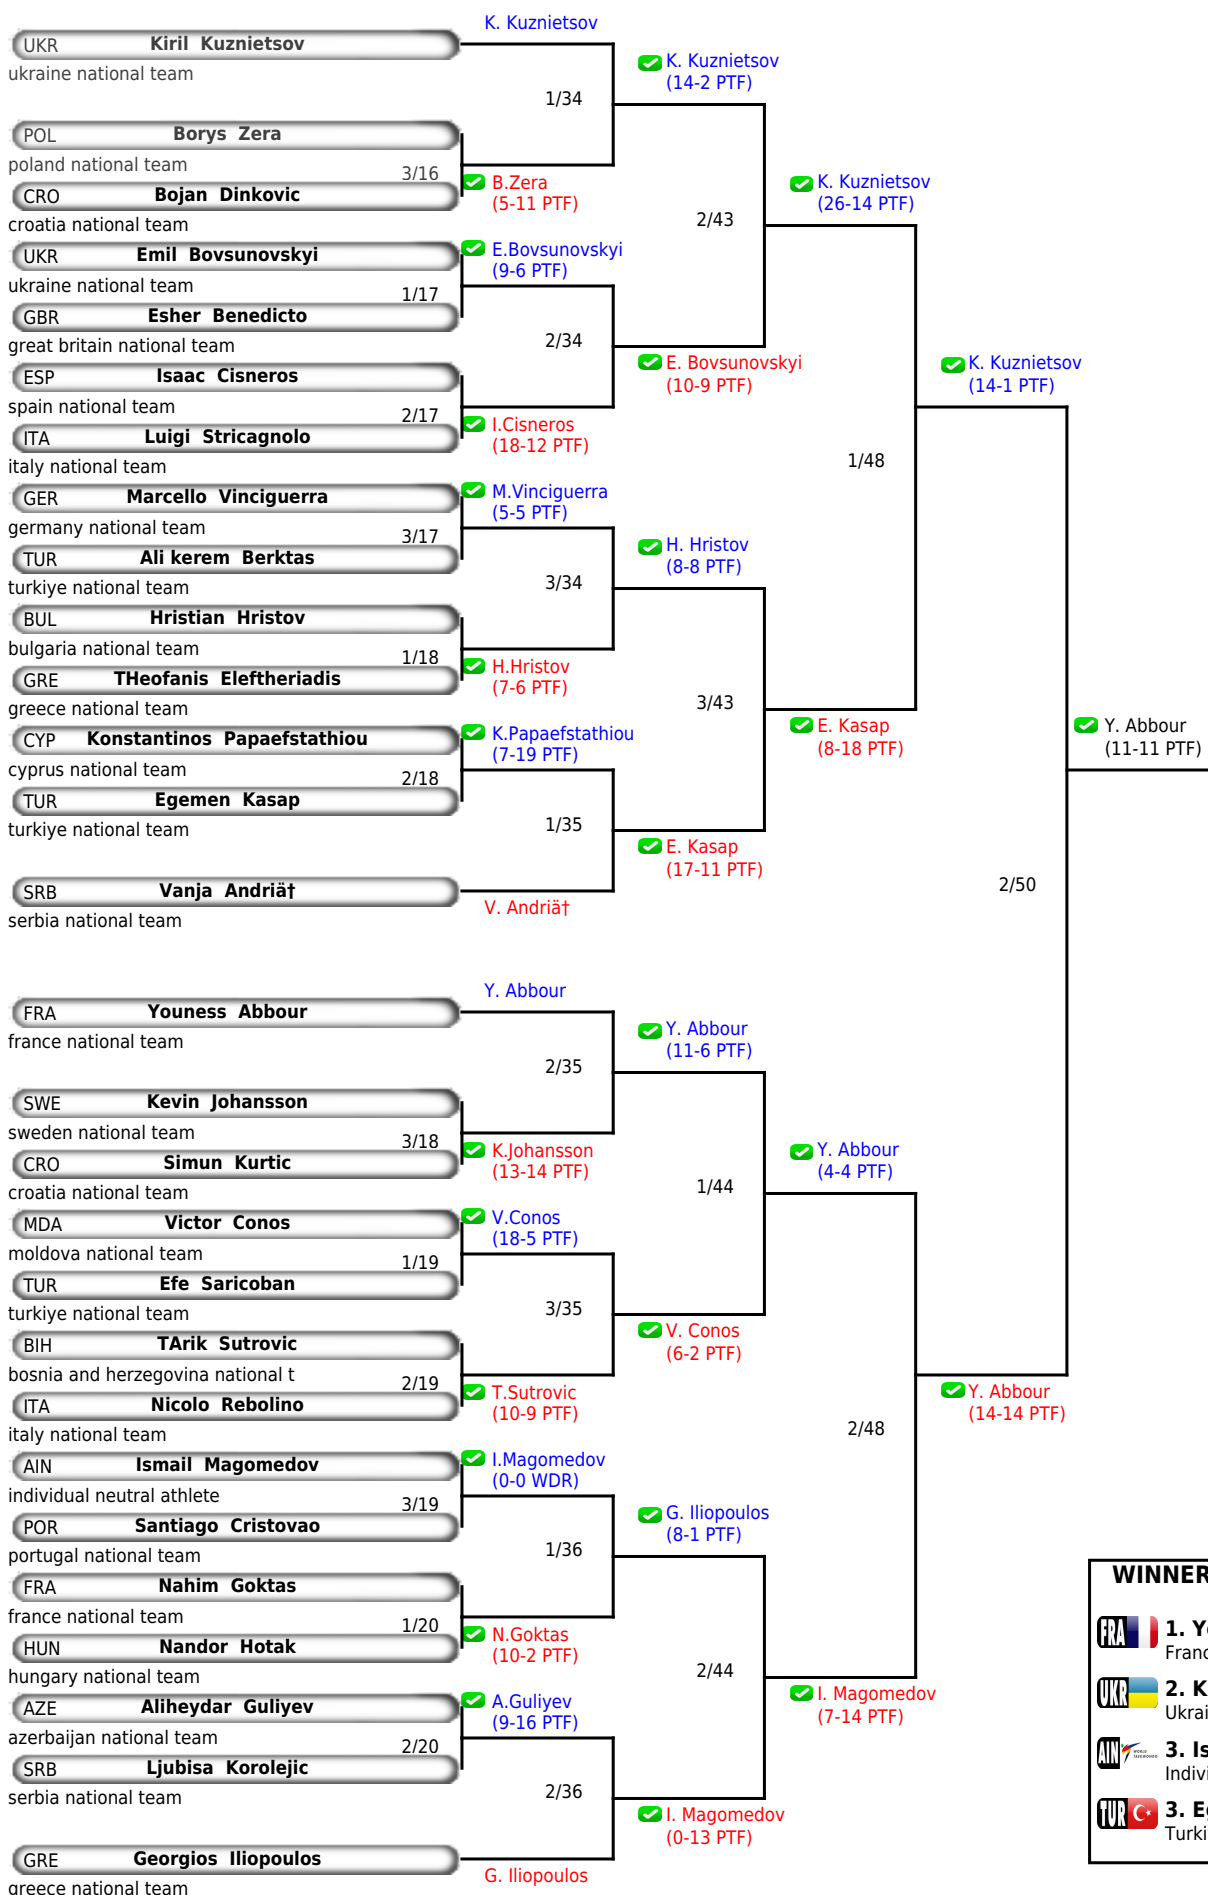 K. Kuznietsov
UKR Kiril Kuznietsov
ukraine national team
K. Kuznietsov
(14-2 PTF)
1/34
POL Borys Zera
poland national team
3/16
CRO Bojan Dinkovic
croatia national team
B.Zera
(5-11 PTF)
K. Kuznietsov
(26-14 PTF)
2/43
UKR Emil Bovsunovskyi
ukraine national team
E.Bovsunovskyi
(9-6 PTF)
1/17
GBR Esher Benedicto
great britain national team
2/34
E. Bovsunovskyi
(10-9 PTF)
K. Kuznietsov
(14-1 PTF)
ESP Isaac Cisneros
spain national team
2/17
ITA Luigi Stricagnolo
italy national team
I.Cisneros
(18-12 PTF)
1/48
GER Marcello Vinciguerra
germany national team
M.Vinciguerra
(5-5 PTF)
3/17
TUR Ali kerem Berktas
turkiye national team
H. Hristov
(8-8 PTF)
3/34
BUL Hristian Hristov
bulgaria national team
1/18
GRE THeofanis Eleftheriadis
greece national team
H.Hristov
(7-6 PTF)
3/43
E. Kasap
(8-18 PTF)
Y. Abbour
(11-11 PTF)
CYP Konstantinos Papaefstathiou
cyprus national team
K.Papaefstathiou
(7-19 PTF)
2/18
TUR Egemen Kasap
turkiye national team
1/35
E. Kasap
(17-11 PTF)
SRB Vanja Andriä†
serbia national team
V. Andriä†
2/50
Y. Abbour
FRA Youness Abbour
france national team
Y. Abbour
(11-6 PTF)
2/35
SWE Kevin Johansson
sweden national team
3/18
CRO Simun Kurtic
croatia national team
K.Johansson
(13-14 PTF)
Y. Abbour
(4-4 PTF)
1/44
MDA Victor Conos
moldova national team
V.Conos
(18-5 PTF)
1/19
TUR Efe Saricoban
turkiye national team
3/35
V. Conos
(6-2 PTF)
BIH TArik Sutrovic
bosnia and herzegovina national t
2/19
ITA Nicolo Rebolino
italy national team
T.Sutrovic
(10-9 PTF)
Y. Abbour
(14-14 PTF)
2/48
AIN Ismail Magomedov
individual neutral athlete
I.Magomedov
(0-0 WDR)
3/19
POR Santiago Cristovao
portugal national team
G. Iliopoulos
(8-1 PTF)
1/36
FRA Nahim Goktas
france national team
1/20
HUN Nandor Hotak
hungary national team
N.Goktas
(10-2 PTF)
2/44
I. Magomedov
(7-14 PTF)
AZE Aliheydar Guliyev
azerbaijan national team
A.Guliyev
(9-16 PTF)
2/20
SRB Ljubisa Korolejic
serbia national team
2/36
I. Magomedov
(0-13 PTF)
GRE Georgios Iliopoulos
greece national team
G. Iliopoulos
WINNER
FRA 1. Yo
Franc
UKR 2. K
Ukrai
AIN 3. Is
Indivi
TUR 3. Eg
Turki